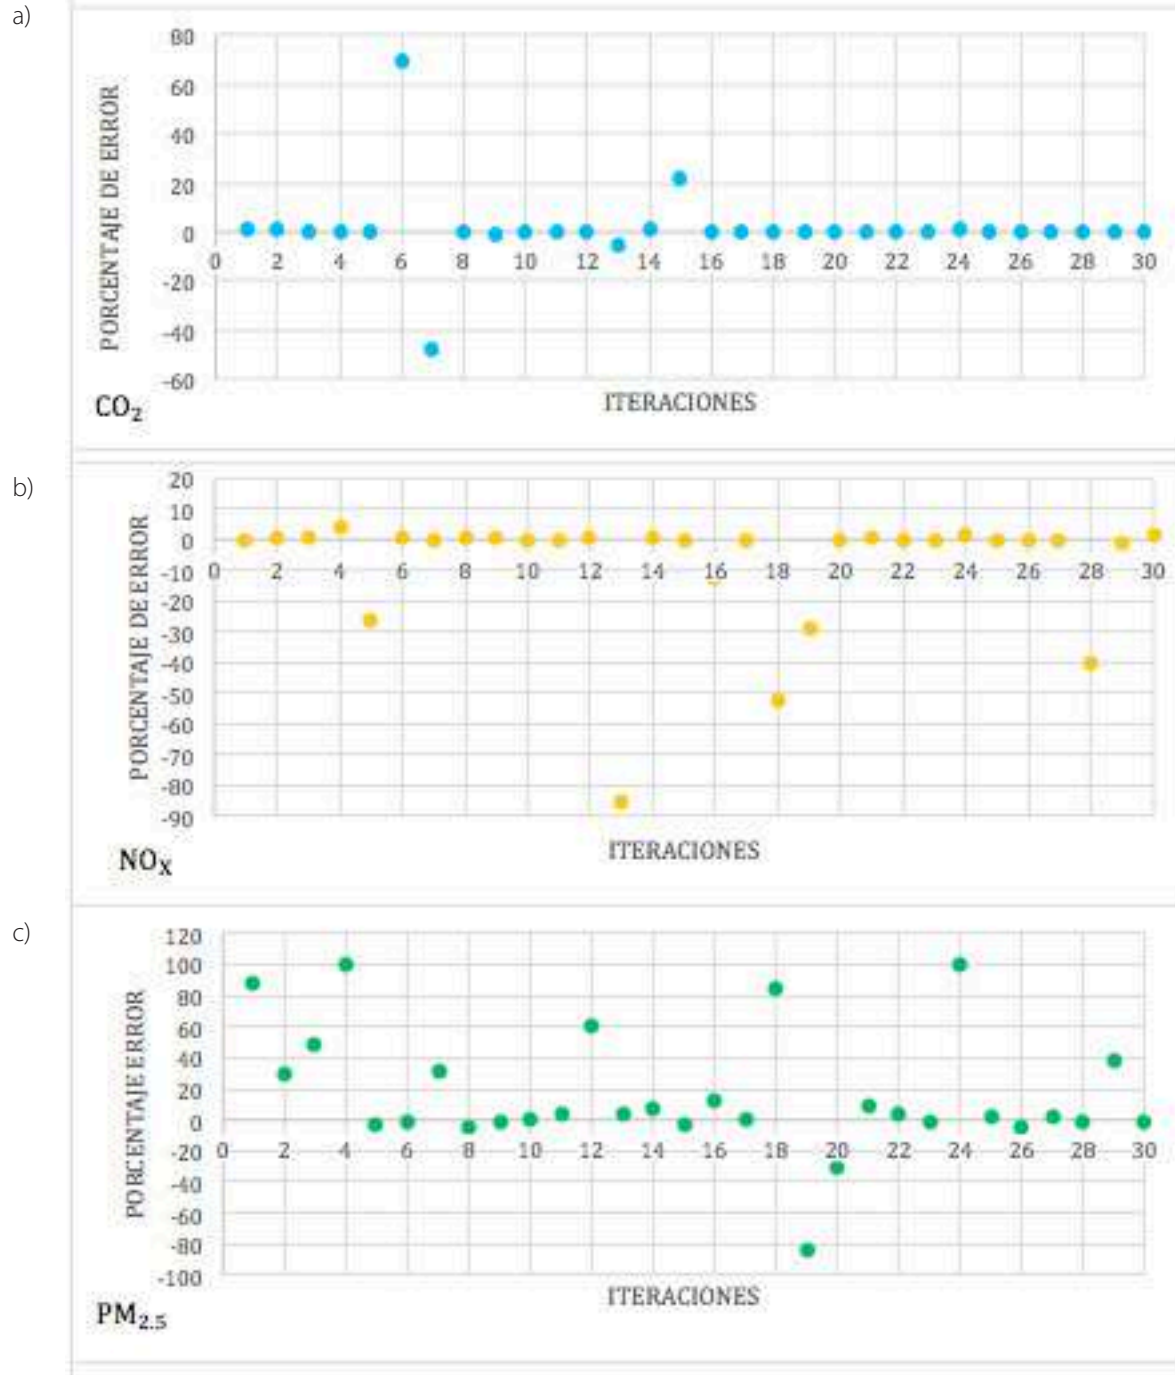 a)
80
60
40
20
0
-20
-40
-60
PORCENTAJE DE ERROR
0 2 4 6 8 10 12 14 16 18 20 22 24 26 28 30
ITERACIONES
CO₂
b)
20
10
0
-10
-20
-30
-40
-50
-60
-70
-80
-90
PORCENTAJE DE ERROR
0 2 4 6 8 10 12 14 16 18 20 22 24 26 28 30
ITERACIONES
NOX
c)
120
100
80
60
40
20
0
-20
-40
-60
-80
-100
PORCENTAJE ERROR
0 2 4 6 8 10 12 14 16 18 20 22 24 26 28 30
ITERACIONES
PM₂.₅